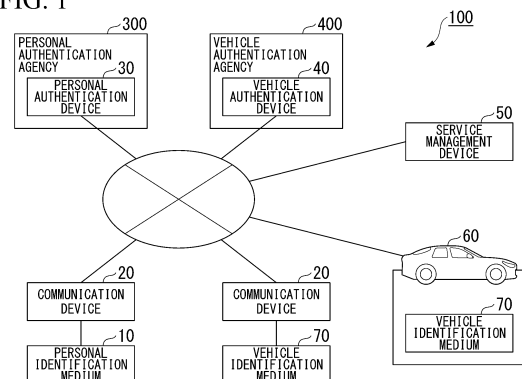 FIG. 1
100
300
PERSONAL
AUTHENTICATION
AGENCY
30
PERSONAL
AUTHENTICATION
DEVICE
400
VEHICLE
AUTHENTICATION
AGENCY
40
VEHICLE
AUTHENTICATION
DEVICE
50
SERVICE
MANAGEMENT
DEVICE
60
20
COMMUNICATION
DEVICE
20
COMMUNICATION
DEVICE
70
VEHICLE
IDENTIFICATION
MEDIUM
10
PERSONAL
IDENTIFICATION
MEDIUM
70
VEHICLE
IDENTIFICATION
MEDIUM